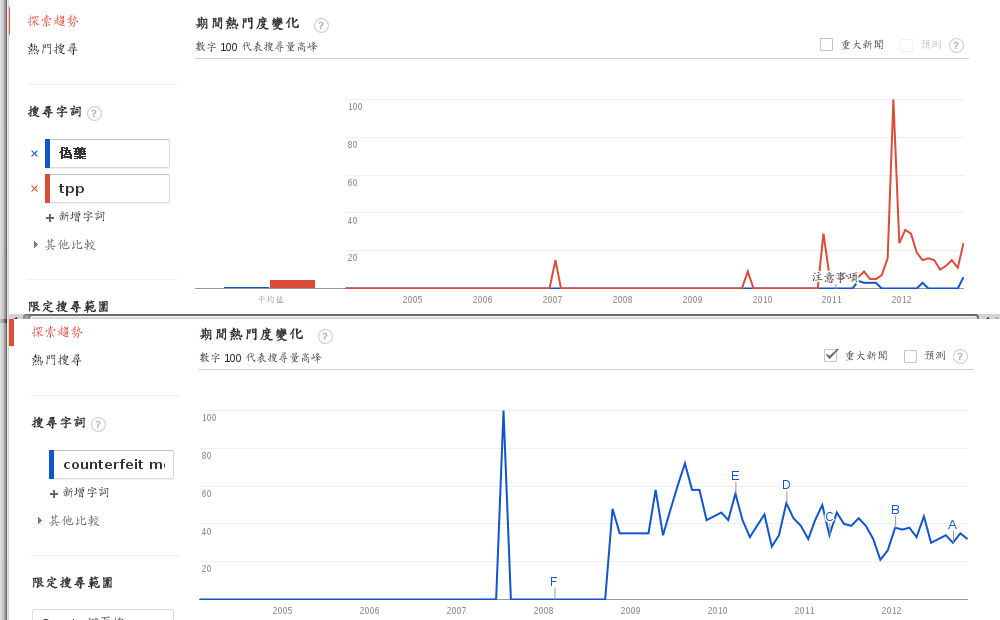 探索趨勢
熱門搜尋
搜尋字詞 ?
× 偽藥
× tpp
+ 新增字詞
其他比較
限定搜尋範圍
期間熱門度變化 ?
數字 100 代表搜尋量高峰
重大新聞 預測 ?
100
80
60
40
20
注意事項
平均值
2005 2006 2007 2008 2009 2010 2011 2012
探索趨勢
熱門搜尋
搜尋字詞 ?
counterfeit m
+ 新增字詞
其他比較
限定搜尋範圍
期間熱門度變化 ?
數字 100 代表搜尋量高峰
重大新聞 預測 ?
100
80
60
40
20
F E D C B A
2005 2006 2007 2008 2009 2010 2011 2012